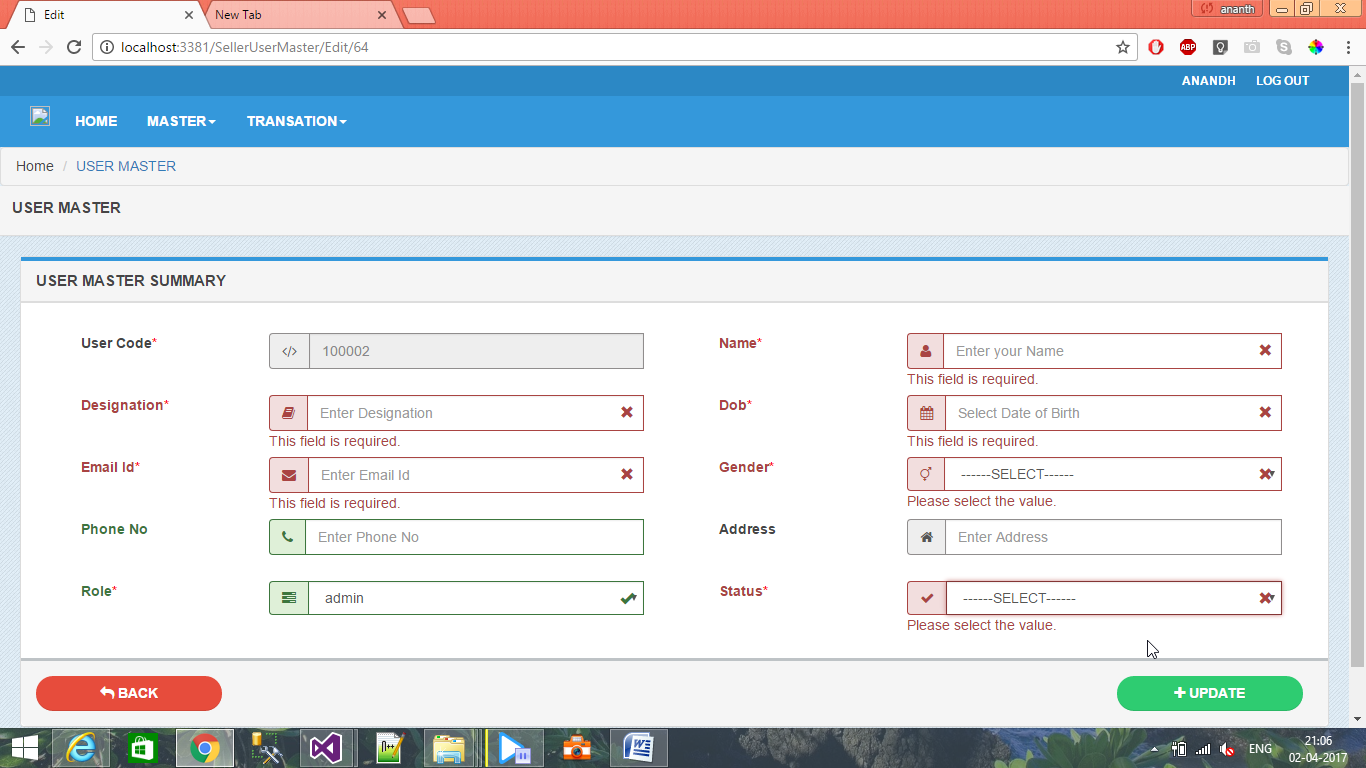 Edit
New Tab
ananth
localhost:3381/SellerUserMaster/Edit/64
ABP
ANANDH LOG OUT
HOME MASTER TRANSATION
Home / USER MASTER
USER MASTER
USER MASTER SUMMARY
User Code* 100002
Name* Enter your Name
This field is required.
Designation* Enter Designation
This field is required.
Dob* Select Date of Birth
This field is required.
Email Id* Enter Email Id
This field is required.
Gender* ------SELECT------
Please select the value.
Phone No Enter Phone No
Address Enter Address
Role* admin
Status* ------SELECT------
Please select the value.
BACK
UPDATE
ENG
21:06
02-04-2017